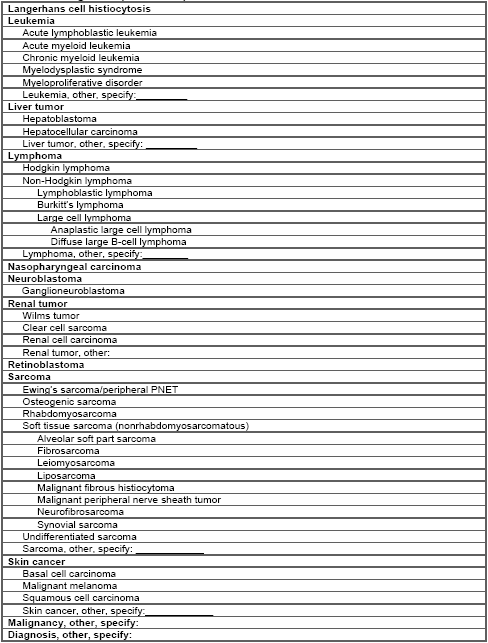 Langerhans cell histiocytosis
Leukemia
Acute lymphoblastic leukemia
Acute myeloid leukemia
Chronic myeloid leukemia
Myelodysplastic syndrome
Myeloproliferative disorder
Leukemia, other, specify:_________
Liver tumor
Hepatoblastoma
Hepatocellular carcinoma
Liver tumor, other, specify: _________
Lymphoma
Hodgkin lymphoma
Non-Hodgkin lymphoma
Lymphoblastic lymphoma
Burkitt's lymphoma
Large cell lymphoma
Anaplastic large cell lymphoma
Diffuse large B-cell lymphoma
Lymphoma, other, specify:________
Nasopharyngeal carcinoma
Neuroblastoma
Ganglioneuroblastoma
Renal tumor
Wilms tumor
Clear cell sarcoma
Renal cell carcinoma
Renal tumor, other:
Retinoblastoma
Sarcoma
Ewing's sarcoma/peripheral PNET
Osteogenic sarcoma
Rhabdomyosarcoma
Soft tissue sarcoma (nonrhabdomyosarcomatous)
Alveolar soft part sarcoma
Fibrosarcoma
Leiomyosarcoma
Liposarcoma
Malignant fibrous histiocytoma
Malignant peripheral nerve sheath tumor
Neurofibrosarcoma
Synovial sarcoma
Undifferentiated sarcoma
Sarcoma, other, specify: ____________
Skin cancer
Basal cell carcinoma
Malignant melanoma
Squamous cell carcinoma
Skin cancer, other, specify:____________
Malignancy, other, specify:
Diagnosis, other, specify: